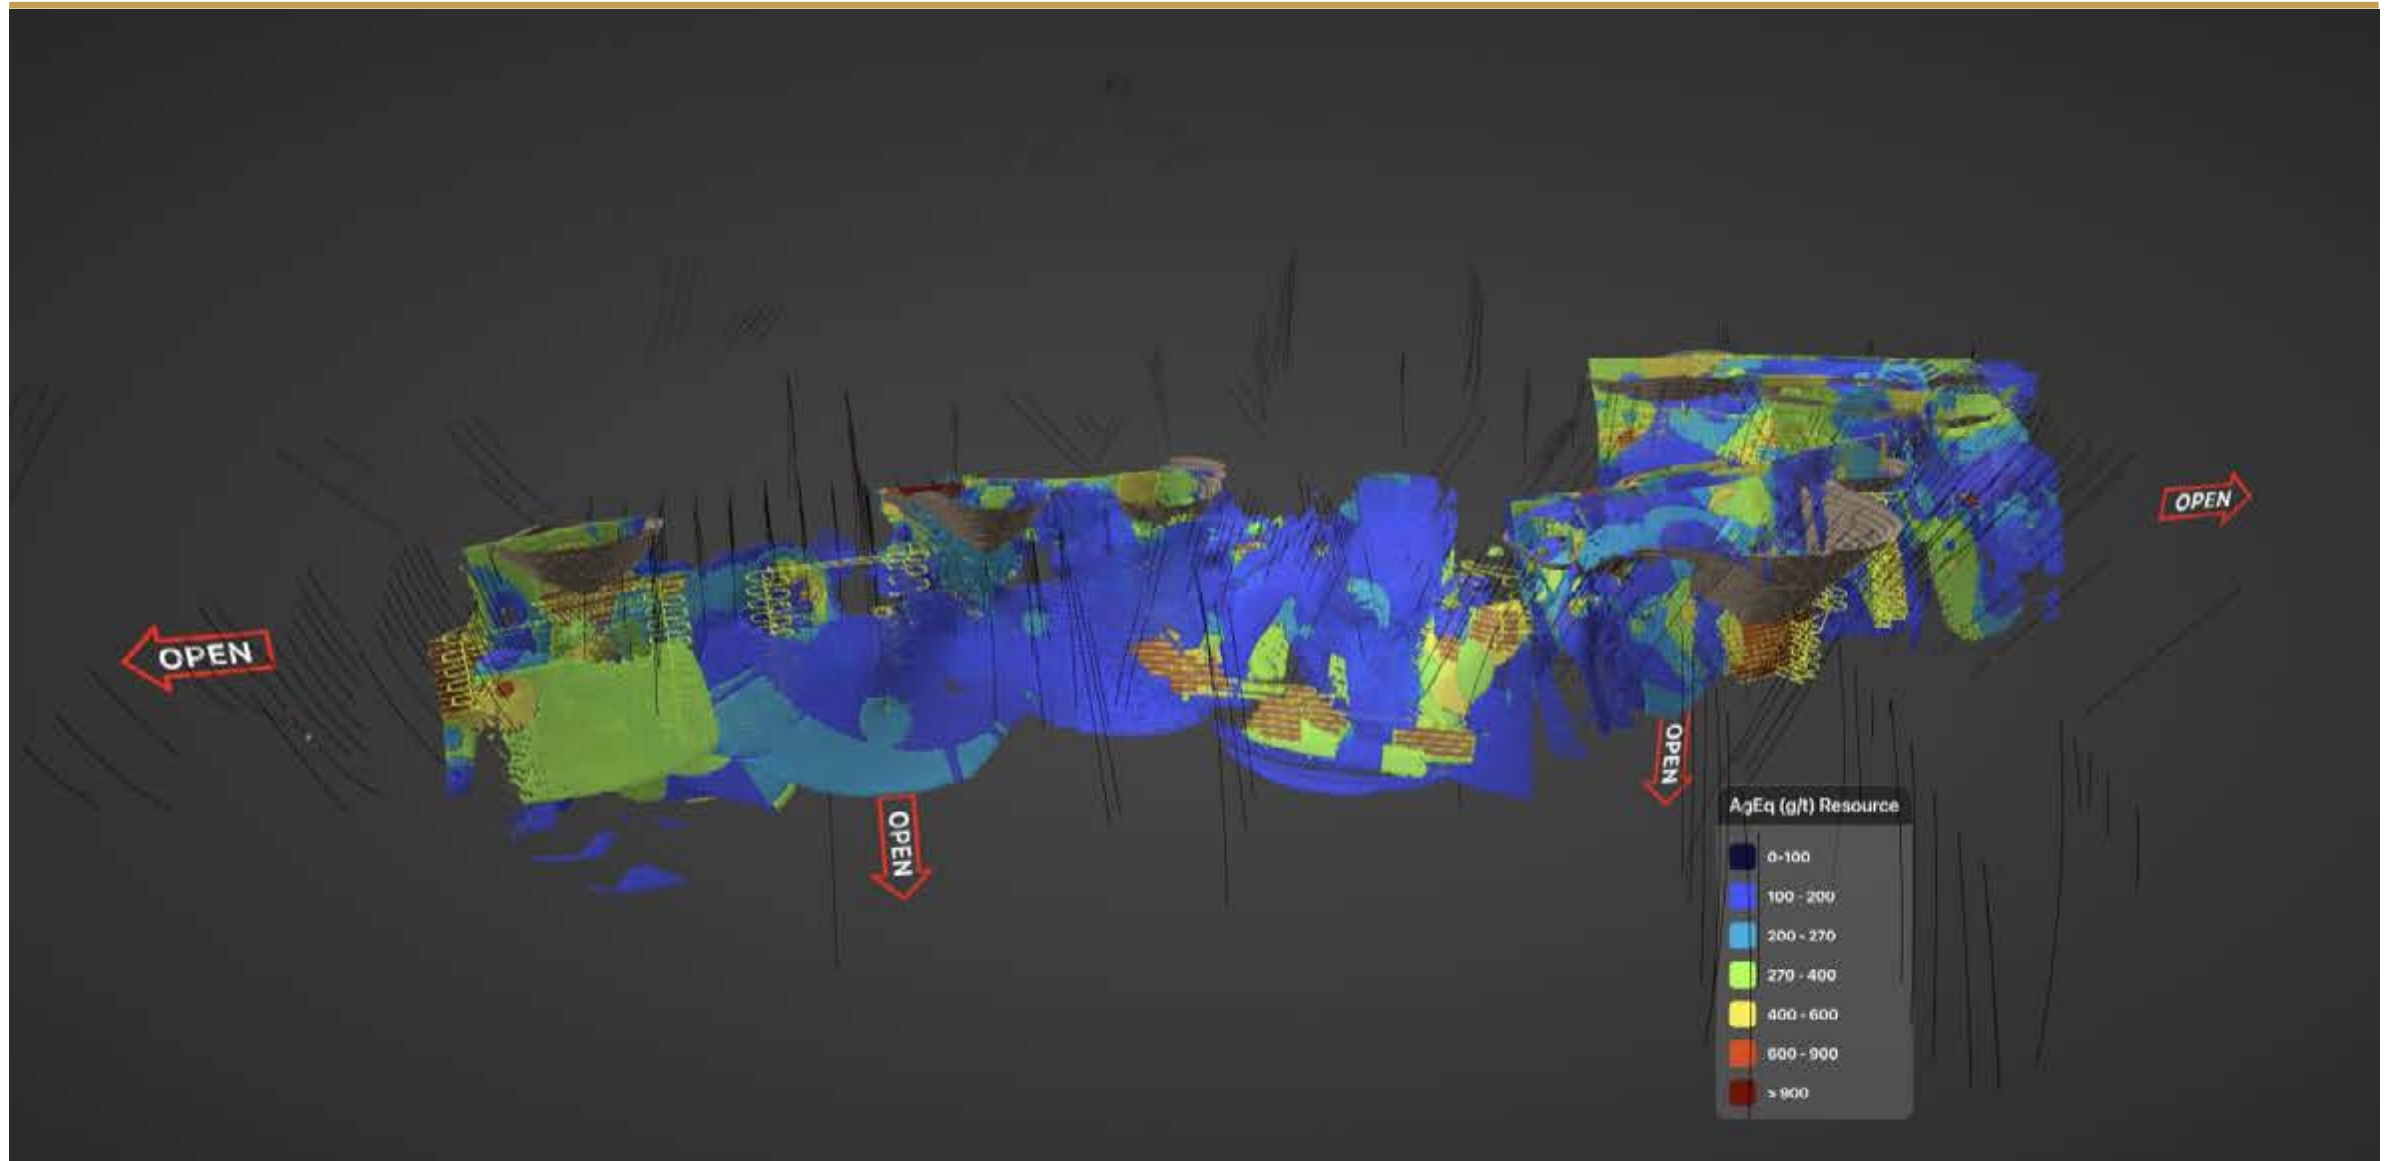 OPEN
OPEN
OPEN
OPEN
AgEq (g/t) Resource
0-100
100 - 200
200 - 270
270 - 400
400 - 600
600 - 900
> 900